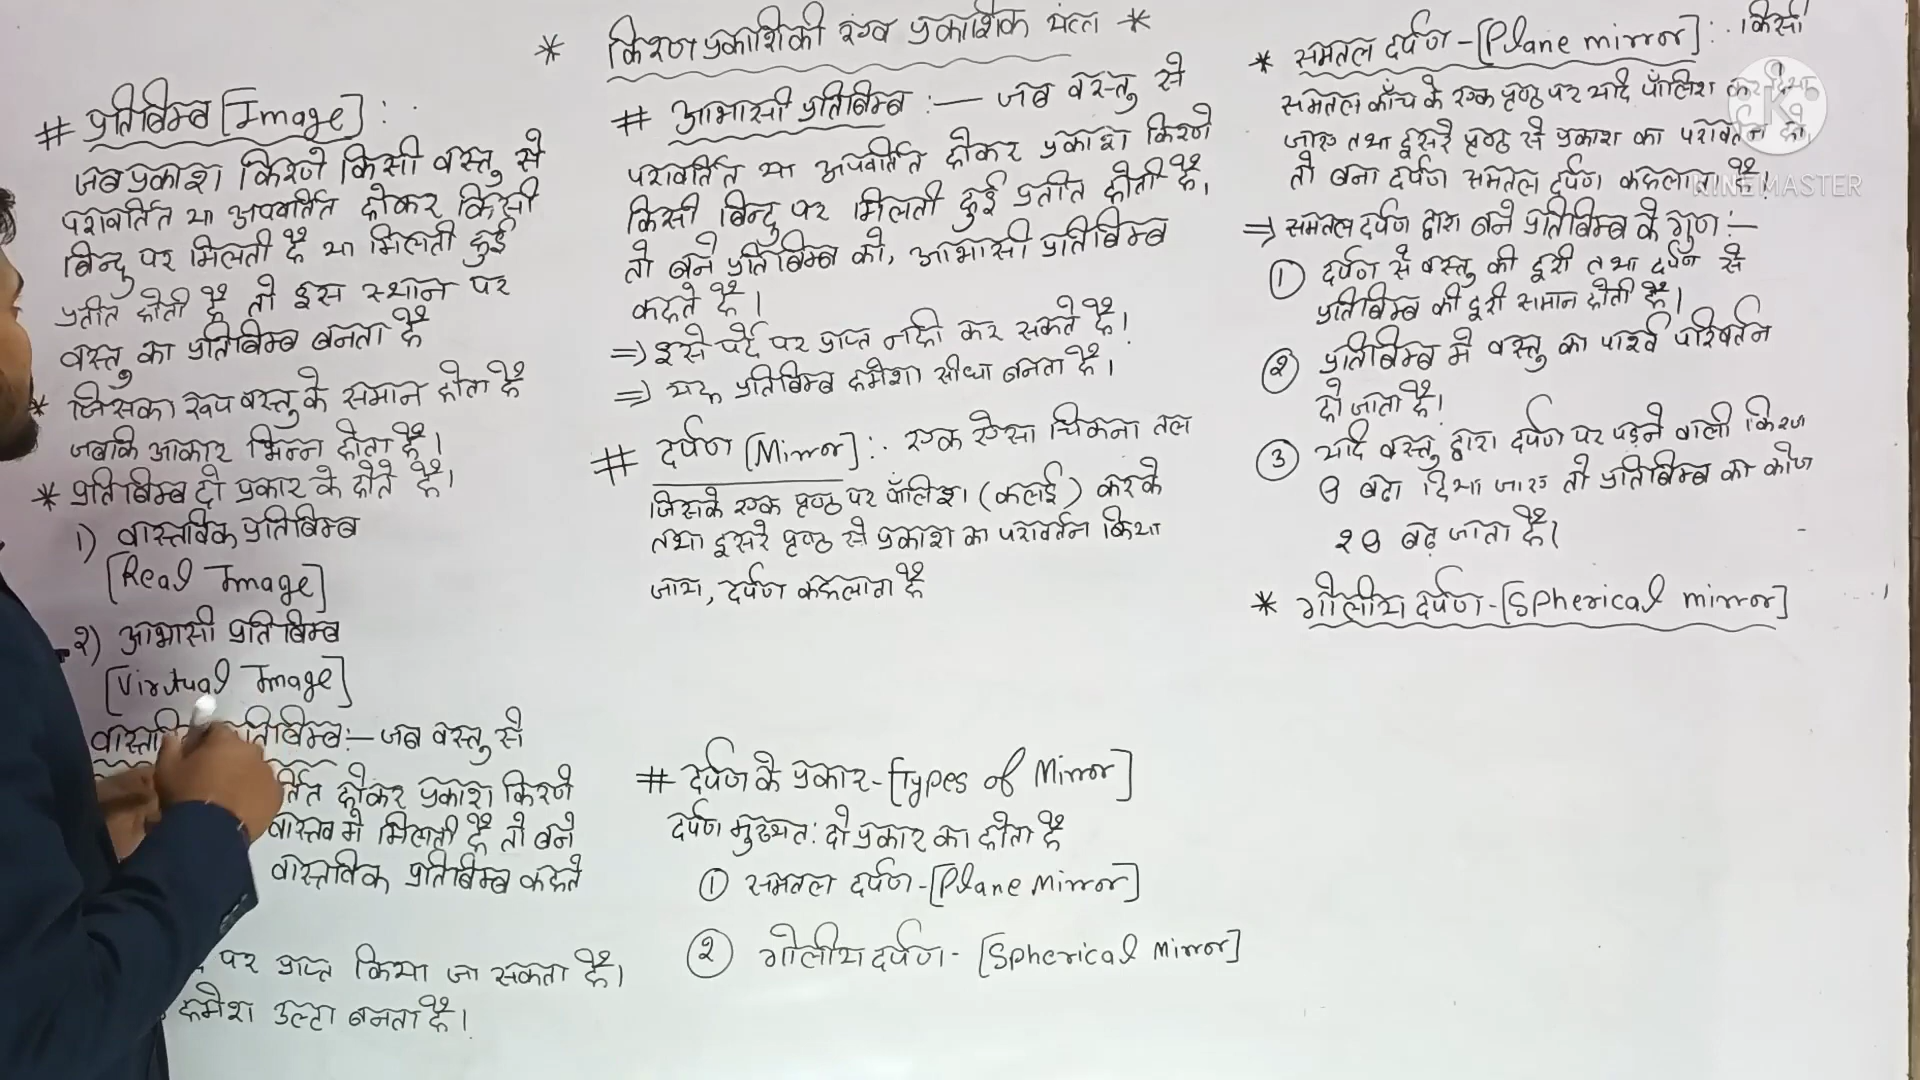 * किरण प्रकाशिकी एंव प्रकाशिक यंत्र *
# प्रतिबिम्ब [Image] :
जब प्रकाश किरणे किसी वस्तु से
परावर्तित या अपवर्तित होकर किसी
बिन्दु पर मिलती है या मिलती हुई
प्रतीत होती है तो इस स्थान पर
वस्तु का प्रतिबिम्ब बनता है
* जिसका रूप वस्तु के समान होता है
जबकि आकार भिन्न होता है।
* प्रतिबिम्ब दो प्रकार के होते है।
१) वास्तविक प्रतिबिम्ब
[Real Image]
२) आभासी प्रतिबिम्ब
[Virtual Image]
प्रतिबिम्ब:— जब वस्तु से
होकर प्रकाश किरणे
वास्तव मे मिलती है तो बने
वास्तविक प्रतिबिम्ब कहते
पर प्राप्त किया जा सकता है।
हमेशा उल्टा बनता है।
# आभासी प्रतिबिम्ब :— जब वस्तु से
परावर्तित या अपवर्तित होकर प्रकाश किरणे
किसी बिन्दु पर मिलती हुई प्रतीत होती है,
तो बने प्रतिबिम्ब को, आभासी प्रतिबिम्ब
कहते है।
⇒ इसे पर्दे पर प्राप्त नही कर सकते है।
⇒ यह प्रतिबिम्ब हमेशा सीधा बनता है।
# दर्पण [Mirror] :. एक ऐसा चिकना तल
जिसके एक पृष्ठ पर पॉलिश (कलई) करके
तथा दूसरे पृष्ठ से प्रकाश का परावर्तन किया
जाय, दर्पण कहलाता है
# दर्पण के प्रकार - [Types of Mirror]
दर्पण मुख्यत: दो प्रकार का होता है
① समतल दर्पण - [Plane Mirror]
② गोलीय दर्पण - [Spherical Mirror]
* समतल दर्पण - [Plane mirror] : किसी
समतल काँच के एक पृष्ठ पर यदि पॉलिश कर
जाए तथा दूसरे पृष्ठ से प्रकाश का परावर्तन हो,
तो बना दर्पण समतल दर्पण कहलाता है।
KINEMASTER
⇒ समतल दर्पण द्वारा बने प्रतिबिम्ब के गुण :—
① दर्पण से वस्तु की दूरी तथा दर्पन से
प्रतिबिम्ब की दूरी समान होती है।
② प्रतिबिम्ब मे वस्तु का पार्श्व परिवर्तन
हो जाता है।
③ यदि वस्तु द्वारा दर्पण पर पड़ने वाली किरण
θ बढा दिया जाए तो प्रतिबिम्ब का कोण
२θ बढ़ जाता है।
* गोलीय दर्पण - [Spherical mirror]